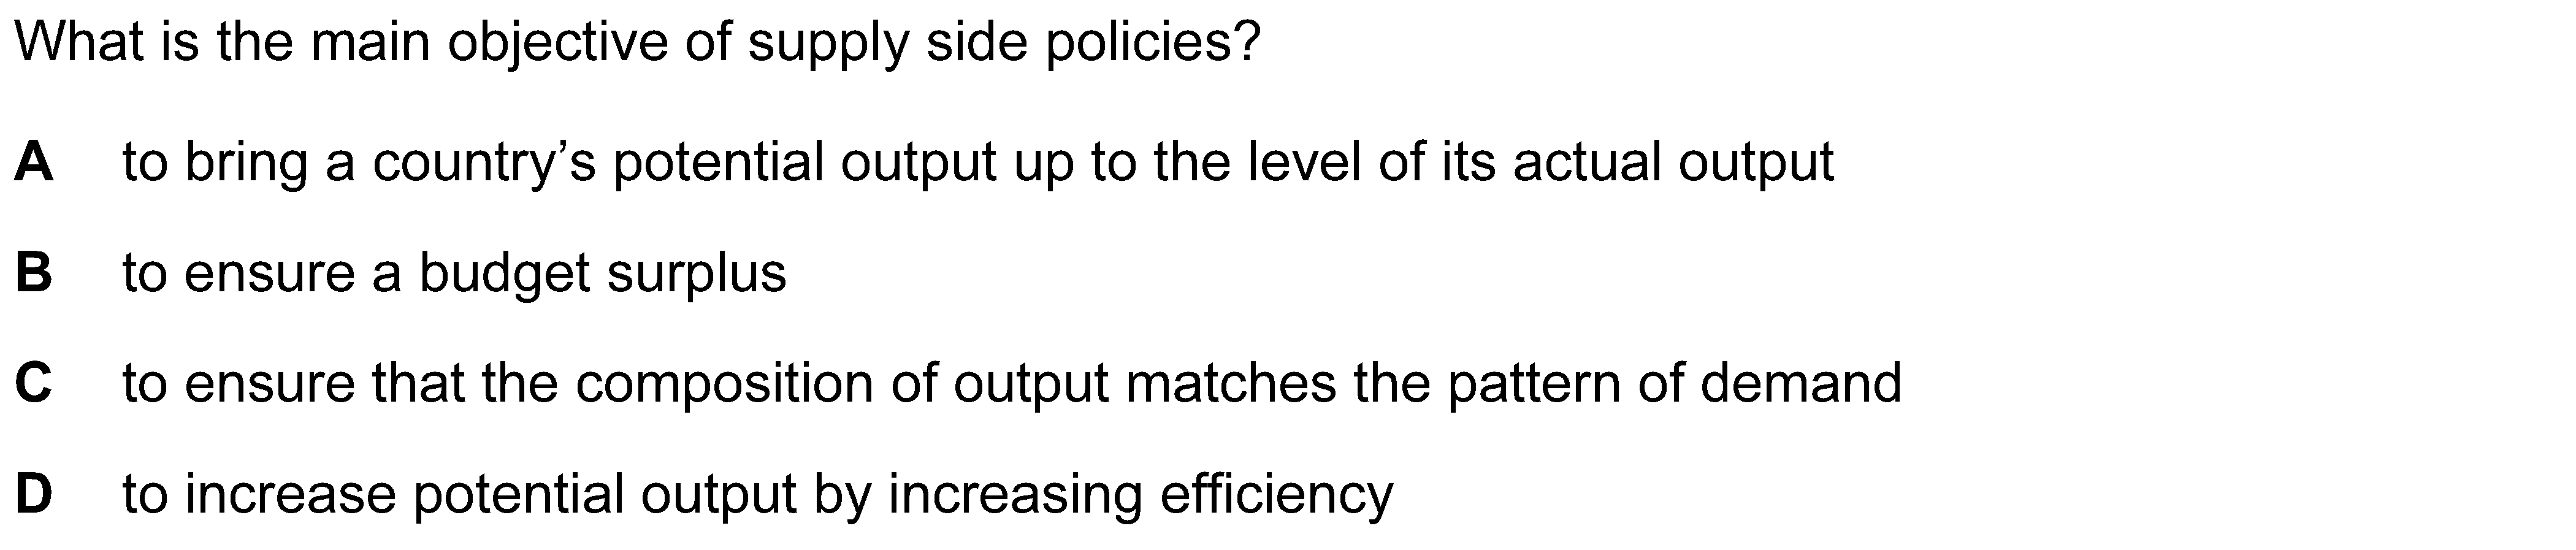 What is the main objective of supply side policies?
A to bring a country’s potential output up to the level of its actual output
B to ensure a budget surplus
C to ensure that the composition of output matches the pattern of demand
D to increase potential output by increasing efficiency